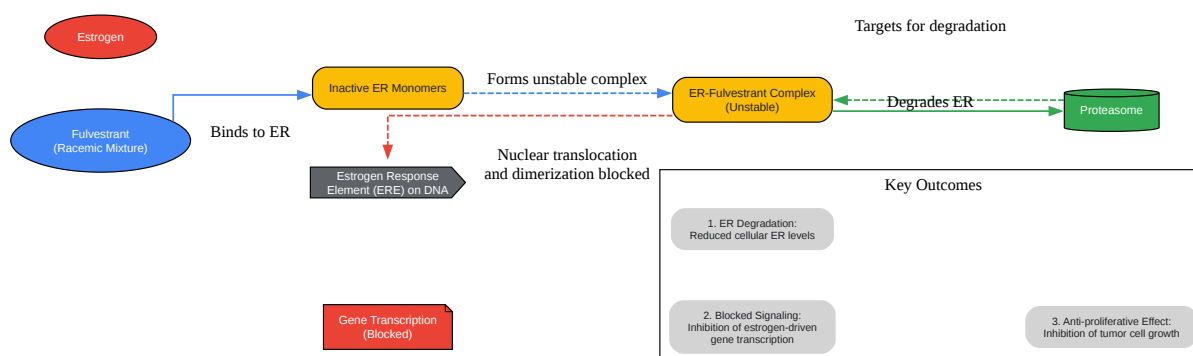 Estrogen
Targets for degradation
Inactive ER Monomers
Forms unstable complex
ER-Fulvestrant Complex
(Unstable)
Degrades ER
Proteasome
Fulvestrant
(Racemic Mixture)
Binds to ER
Nuclear translocation
and dimerization blocked
Estrogen Response
Element (ERE) on DNA
Key Outcomes
1. ER Degradation:
Reduced cellular ER levels
Gene Transcription
(Blocked)
2. Blocked Signaling:
Inhibition of estrogen-driven
gene transcription
3. Anti-proliferative Effect:
Inhibition of tumor cell growth